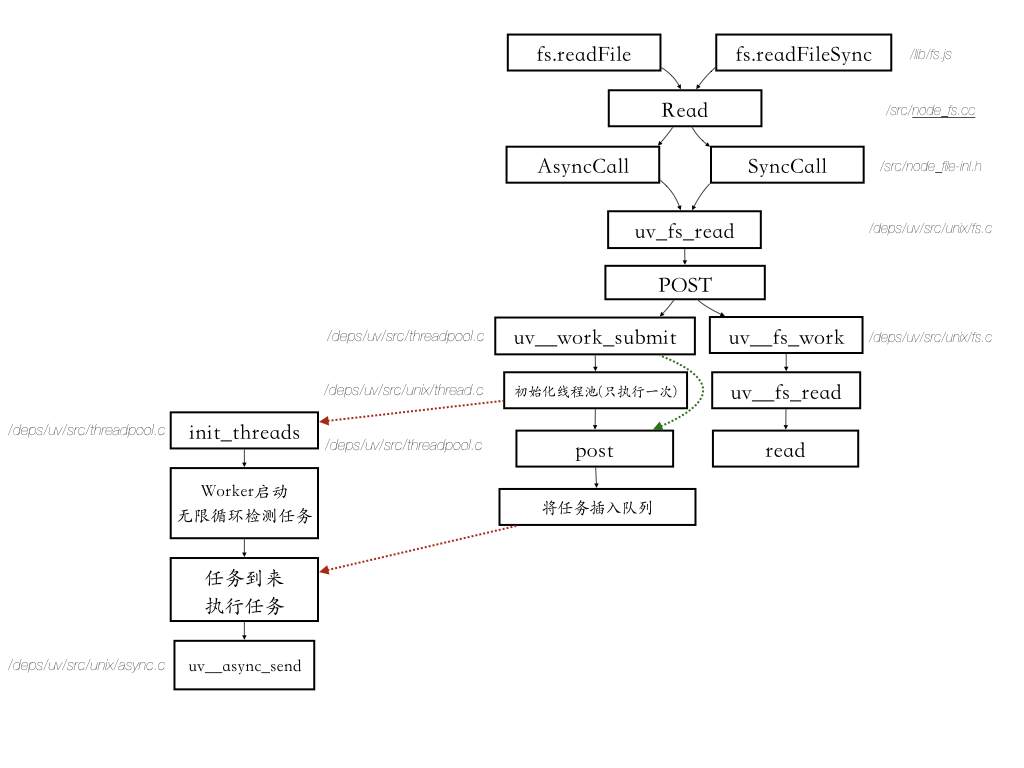 fs.readFile
fs.readFileSync
/lib/fs.js
Read
/src/node_fs.cc
AsyncCall
SyncCall
/src/node_file-inl.h
uv_fs_read
/deps/uv/src/unix/fs.c
POST
/deps/uv/src/threadpool.c
uv__work_submit
uv__fs_work
/deps/uv/src/unix/fs.c
/deps/uv/src/unix/thread.c
初始化线程池(只执行一次)
uv__fs_read
/deps/uv/src/threadpool.c
init_threads
/deps/uv/src/threadpool.c
post
read
Worker启动
无限循环检测任务
将任务插入队列
任务到来
执行任务
/deps/uv/src/unix/async.c
uv__async_send